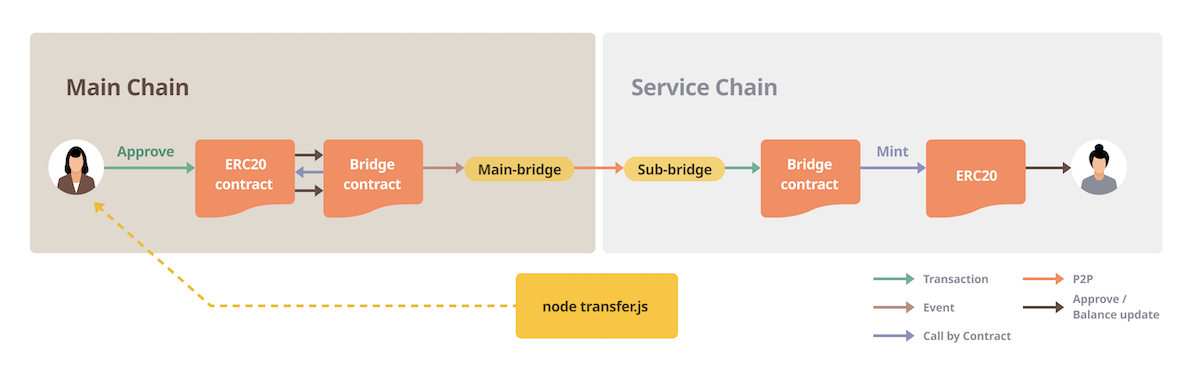 Main Chain
Service Chain
Approve
ERC20
contract
Bridge
contract
Main-bridge
Sub-bridge
Bridge
contract
Mint
ERC20
node transfer.js
Transaction
P2P
Event
Approve /
Balance update
Call by Contract